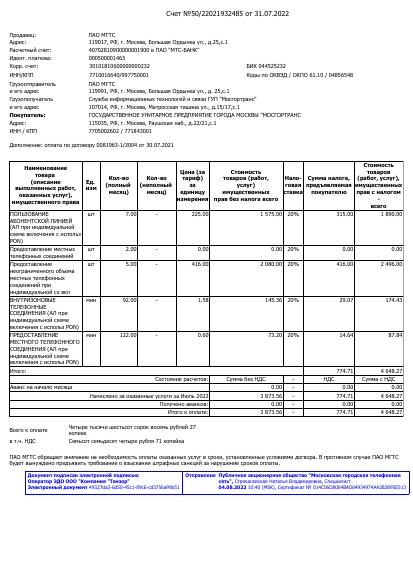 Счет №50/22021932485 от 31.07.2022
Продавец: ПАО МГТС
Адрес: 119017, РФ, г. Москва, Большая Ордынка ул., д.25,с.1
Расчетный счет: в ПАО "МТС-БАНК"
Идент. платежа 000500001463
Корр. счет: БИК 044525232
ИНН/КПП 7710016640/997750001 Коды по ОКВЭД / ОКПО 61.10 / 04856548
Грузоотправитель ПАО МГТС
и его адрес 119991, РФ, г. Москва, Большая Ордынка ул., д. 25, с. 1
Грузополучатель Служба информационных технологий и связи ГУП "Мосгортранс"
и его адрес 107014, РФ, г. Москва, Матросская тишина ул., д.15/17, с.1
Покупатель: ГОСУДАРСТВЕННОЕ УНИТАРНОЕ ПРЕДПРИЯТИЕ ГОРОДА МОСКВЫ "МОСГОРТРАНС"
Адрес: 115035, РФ, г. Москва, Раушская наб., д.22/21,с.1
ИНН / КПП 7705002602 / 771843001
Дополнение: оплата по договору 0081963-1/2004 от 30.07.2021
Наименование товара (описание выполненных работ, оказанных услуг), имущественного права
Ед. изм
Кол-во (полный месяц)
Кол-во (неполный месяц)
Цена (за тариф) за единицу измерения
Стоимость товаров (работ, услуг) имущественных прав без налога всего
Нало-говая ставка
Сумма налога, предъявляемая покупателю
Стоимость товаров (работ, услуг), имущественных прав с налогом - всего
ПОЛЬЗОВАНИЕ АБОНЕНТСКОЙ ЛИНИЕЙ (АЛ при индивидуальной схеме включения с использ PON) шт 7.00 - 225.00 1 575.00 20% 315.00 1 890.00
Предоставление местных телефонных соединений шт 2.00 - 0.00 0.00 20% 0.00 0.00
Предоставление неограниченного объема местных телефонных соединений при индивидуальной сх вкл шт 5.00 - 416.00 2 080.00 20% 416.00 2 496.00
ВНУТРИЗОНОВЫЕ ТЕЛЕФОННЫЕ СОЕДИНЕНИЯ (АЛ при индивидуальной схеме включения с использ PON) мин 92.00 - 1.58 145.36 20% 29.07 174.43
ПРЕДОСТАВЛЕНИЕ МЕСТНОГО ТЕЛЕФОННОГО СОЕДИНЕНИЯ (АЛ при индивидуальной схеме включения с использ PON) мин 122.00 - 0.60 73.20 20% 14.64 87.84
Итого: 774.71 4 648.27
Состояние расчетов: Сумма без НДС - НДС Сумма с НДС
Аванс на начало месяца 0.00 - 0.00 0.00
Начислено за оказанные услуги за Июль 2022 3 873.56 - 774.71 4 648.27
Получено авансов: 0.00 - 0.00 0.00
Итого к оплате: 3 873.56 - 774.71 4 648.27
Всего к оплате Четыре тысячи шестьсот сорок восемь рублей 27 копеек
в т.ч. НДС Семьсот семьдесят четыре рубля 71 копейка
ПАО МГТС обращает внимание на необходимость оплаты оказанных услуг в сроки, установленные условиями договора. В противном случае ПАО МГТС
будет вынуждено предъявить требование о взыскании штрафных санкций за нарушение сроков оплаты.
Документ подписан электронной подписью
Оператор ЭДО ООО "Компания "Тензор"
Электронный документ
Отправлено Публичное акционерное общество "Московская городская телефонная
сеть", Наталья Владимировна, Специалист
04.08.2022 10:40 (MSK), Сертификат №